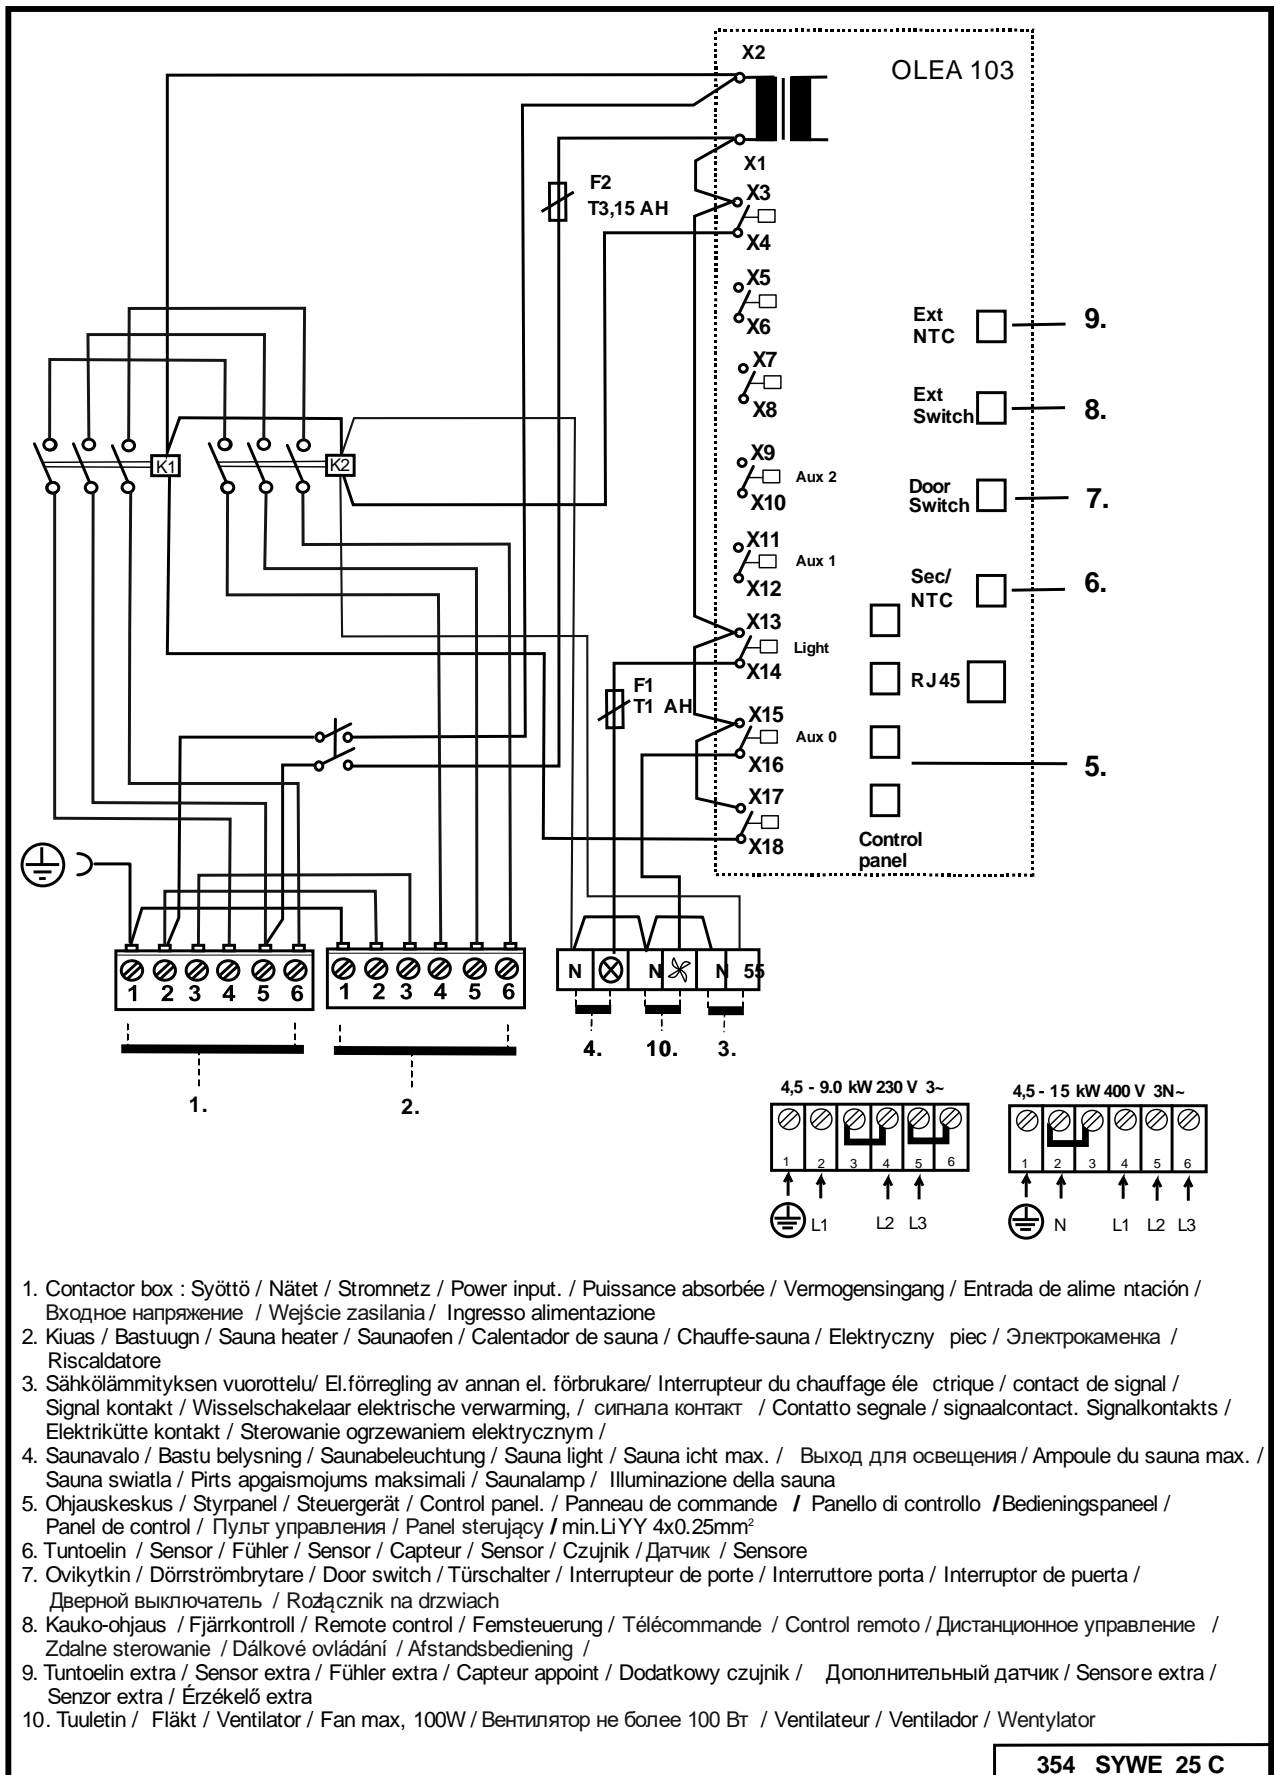 X2
OLEA 103
X1
F2
T3,15 AH
X3
X4
X5
X6
Ext
NTC
9.
X7
X8
Ext
Switch
8.
K1
K2
X9
Aux 2
X10
Door
Switch
7.
X11
Aux 1
X12
Sec/
NTC
6.
X13
Light
X14
RJ45
F1
T1 AH
X15
Aux 0
X16
5.
X17
X18
Control
panel
1 2 3 4 5 6
1 2 3 4 5 6
N N N 55
4. 10. 3.
1.
2.
4,5 - 9.0 kW 230 V 3~
1 2 3 4 5 6
L1 L2 L3
4,5 - 15 kW 400 V 3N~
1 2 3 4 5 6
N L1 L2 L3
1. Contactor box : Syöttö / Nätet / Stromnetz / Power input. / Puissance absorbée / Vermogensingang / Entrada de alime ntación /
Входное напряжение / Wejście zasilania / Ingresso alimentazione
2. Kiuas / Bastuugn / Sauna heater / Saunaofen / Calentador de sauna / Chauffe-sauna / Elektryczny piec / Электрокаменка /
Riscaldatore
3. Sähkölämmityksen vuorottelu/ El.förregling av annan el. förbrukare/ Interrupteur du chauffage éle ctrique / contact de signal /
Signal kontakt / Wisselschakelaar elektrische verwarming, / сигнала контакт / Contatto segnale / signaalcontact. Signalkontakts /
Elektrikütte kontakt / Sterowanie ogrzewaniem elektrycznym /
4. Saunavalo / Bastu belysning / Saunabeleuchtung / Sauna light / Sauna icht max. / Выход для освещения / Ampoule du sauna max. /
Sauna swiatla / Pirts apgaismojums maksimali / Saunalamp / Illuminazione della sauna
5. Ohjauskeskus / Styrpanel / Steuergerät / Control panel. / Panneau de commande / Panello di controllo / Bedieningspaneel /
Panel de control / Пульт управления / Panel sterujący / min.LiYY 4x0.25mm²
6. Tuntoelin / Sensor / Fühler / Sensor / Capteur / Sensor / Czujnik / Датчик / Sensore
7. Ovikytkin / Dörrströmbrytare / Door switch / Türschalter / Interrupteur de porte / Interruttore porta / Interruptor de puerta /
Дверной выключатель / Rozłącznik na drzwiach
8. Kauko-ohjaus / Fjärrkontroll / Remote control / Femsteuerung / Télécommande / Control remoto / Дистанционное управление /
Zdalne sterowanie / Dálkové ovládání / Afstandsbediening /
9. Tuntoelin extra / Sensor extra / Fühler extra / Capteur appoint / Dodatkowy czujnik / Дополнительный датчик / Sensore extra /
Senzor extra / Érzékelő extra
10. Tuuletin / Fläkt / Ventilator / Fan max, 100W / Вентилятор не более 100 Вт / Ventilateur / Ventilador / Wentylator
354 SYWE 25 C